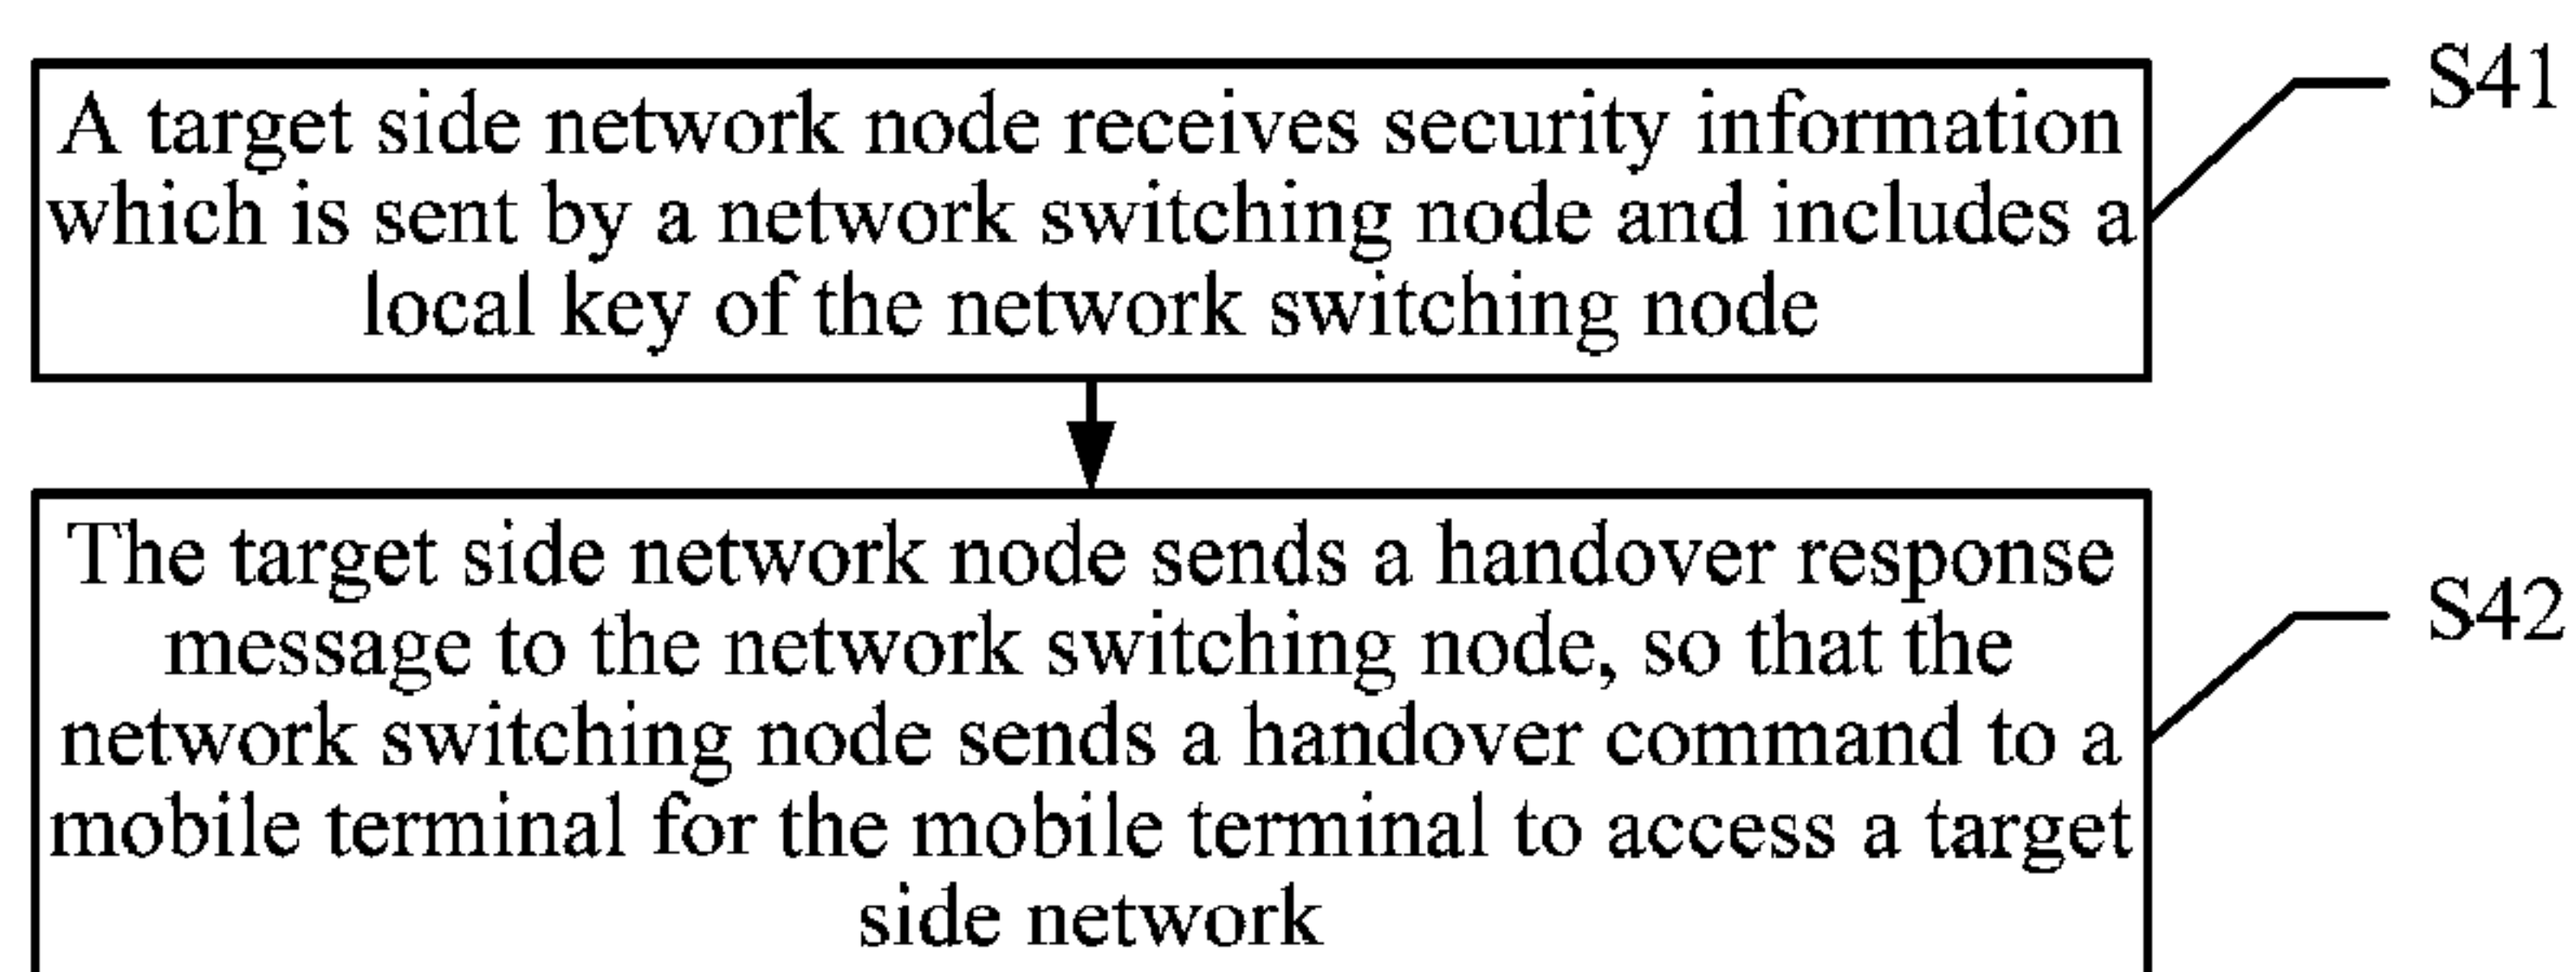 S41
A target side network node receives security information
which is sent by a network switching node and includes a
local key of the network switching node
The target side network node sends a handover response
S42
message to the network switching node, so that the
network switching node sends a handover command to a
mobile terminal for the mobile terminal to access a target
side network